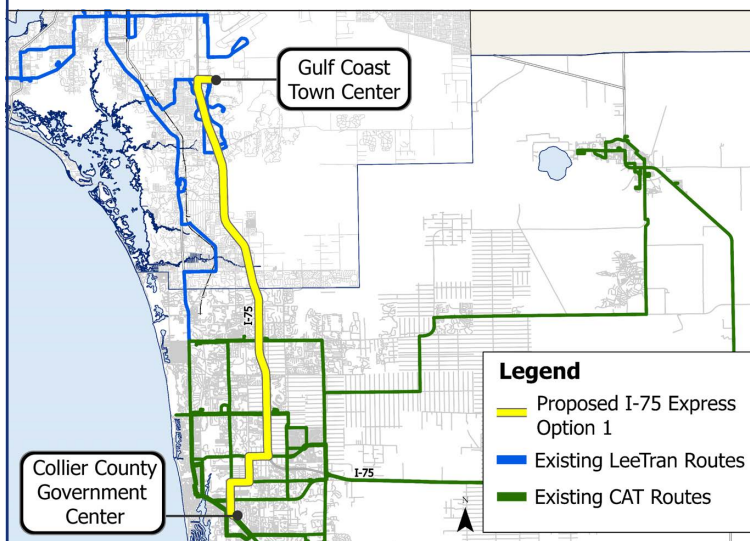 Gulf Coast
Town Center
I-75
Legend
Proposed I-75 Express
Option 1
Existing LeeTran Routes
Existing CAT Routes
N
I-75
Collier County
Government
Center